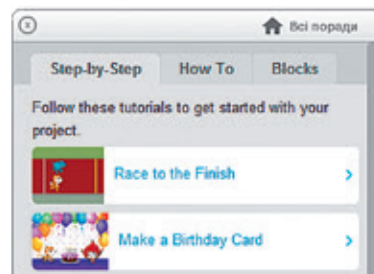 Всі поради
Step-by-Step How To Blocks
Follow these tutorials to get started with your
project.
Race to the Finish
Make a Birthday Card